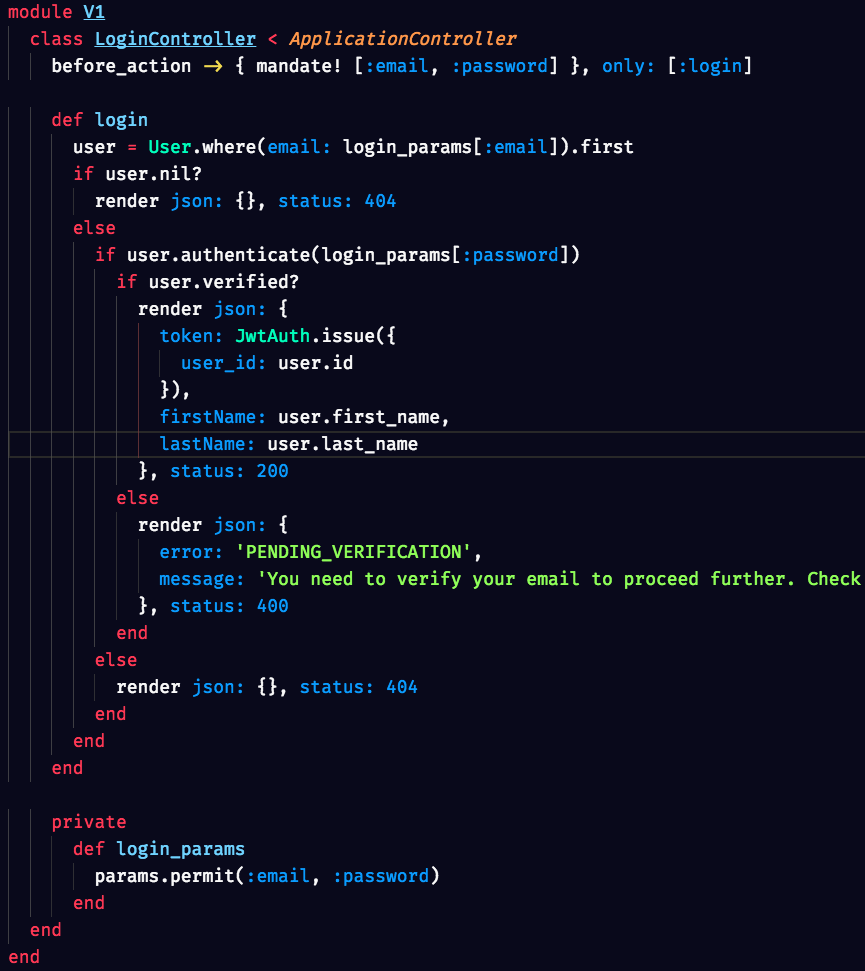 module V1
  class LoginController < ApplicationController
    before_action -> { mandate! [:email, :password] }, only: [:login]

    def login
      user = User.where(email: login_params[:email]).first
      if user.nil?
        render json: {}, status: 404
      else
        if user.authenticate(login_params[:password])
          if user.verified?
            render json: {
              token: JwtAuth.issue({
                user_id: user.id
              }),
              firstName: user.first_name,
              lastName: user.last_name
            }, status: 200
          else
            render json: {
              error: 'PENDING_VERIFICATION',
              message: 'You need to verify your email to proceed further. Check
            }, status: 400
          end
        else
          render json: {}, status: 404
        end
      end
    end

    private
      def login_params
        params.permit(:email, :password)
      end
  end
end